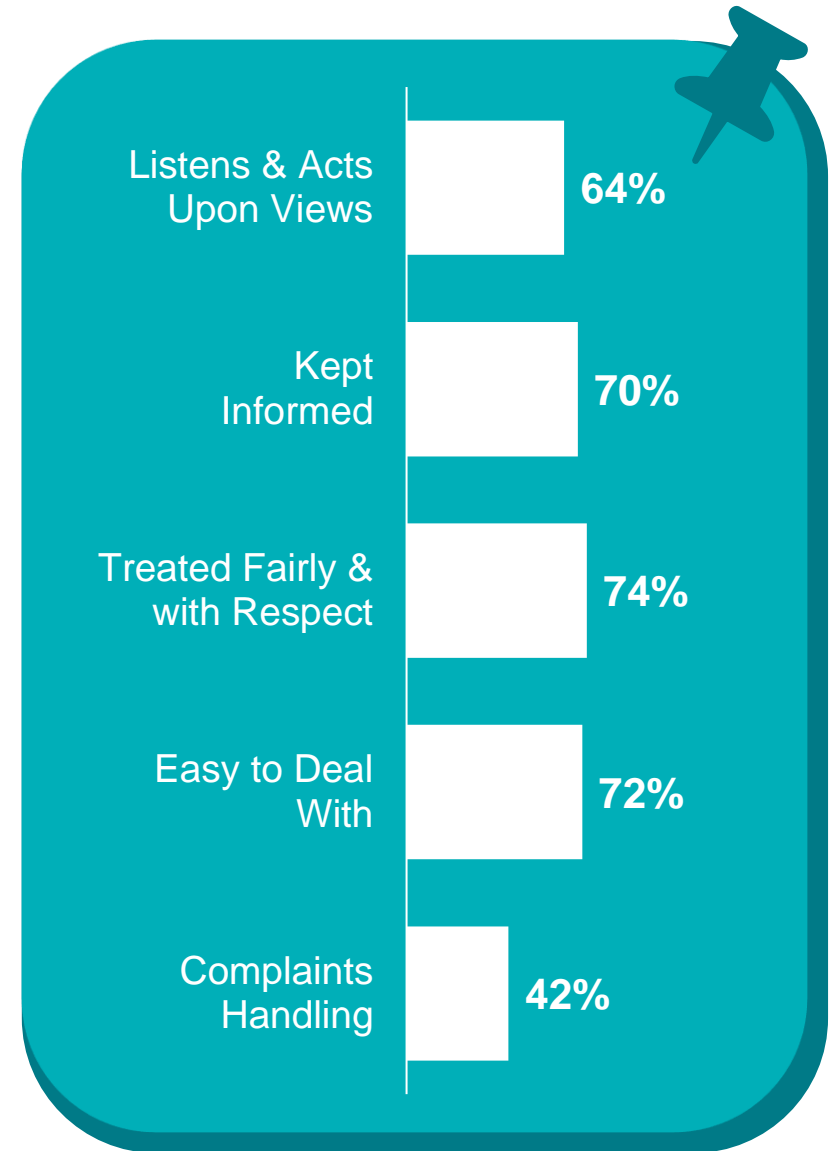 Listens & Acts
Upon Views
64%
Kept
Informed
70%
Treated Fairly &
with Respect
74%
Easy to Deal
With
72%
Complaints
Handling
42%